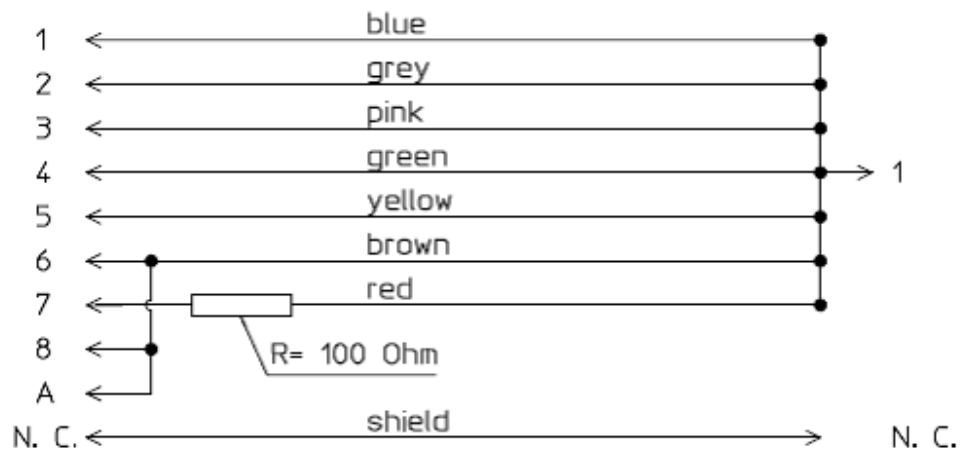 1 blue
2 grey
3 pink
4 green 1
5 yellow
6 brown
7 red
8 R= 100 Ohm
A
N. C. shield N. C.